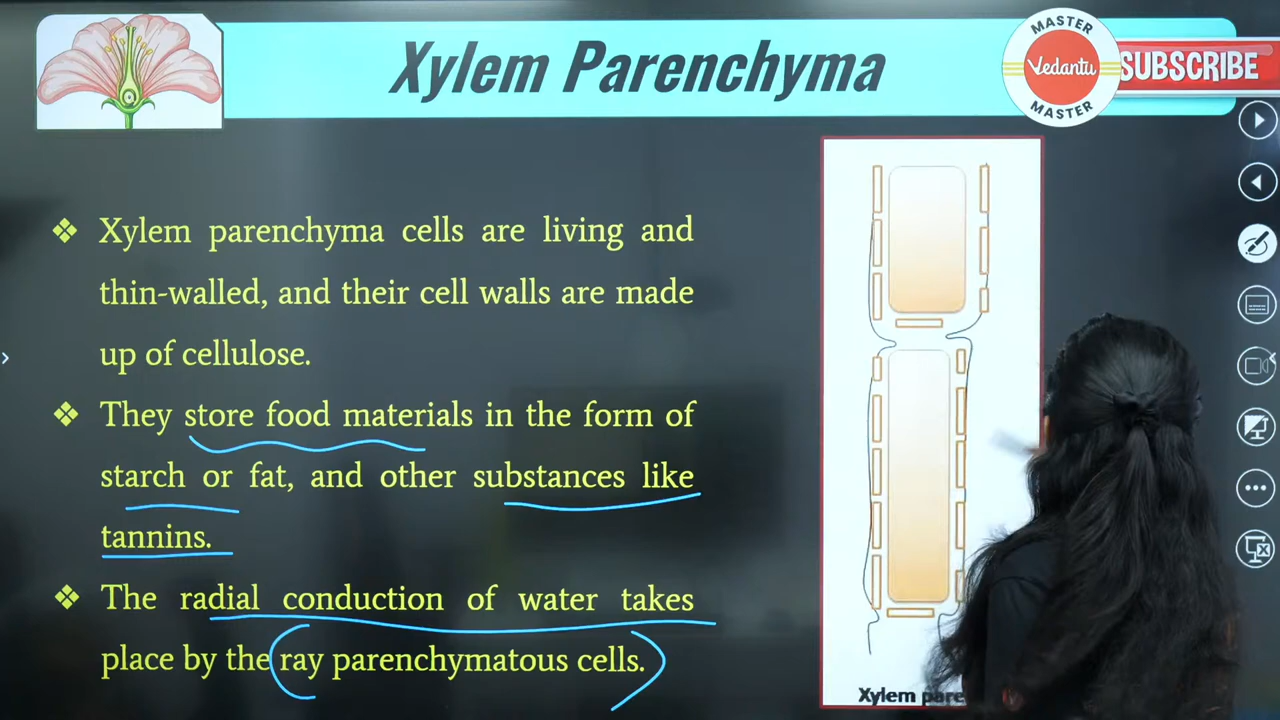 Xylem Parenchyma
MASTER
Vedantu
MASTER
SUBSCRIBE
❖ Xylem parenchyma cells are living and
thin-walled, and their cell walls are made
up of cellulose.
❖ They store food materials in the form of
starch or fat, and other substances like
tannins.
❖ The radial conduction of water takes
place by the ray parenchymatous cells.
Xylem